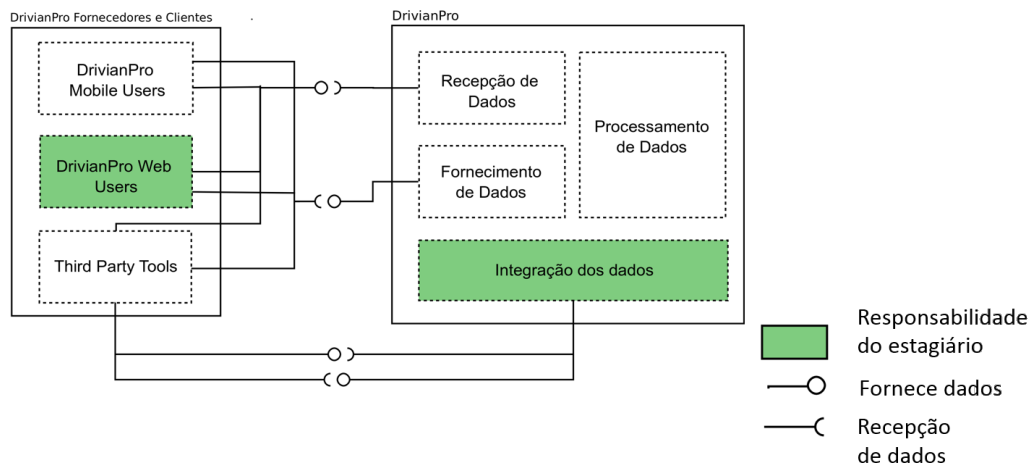 DrivianPro Fornecedores e Clientes
DrivianPro
Mobile Users
DrivianPro Web
Users
Third Party Tools
DrivianPro
Recepção de
Dados
Fornecimento
de Dados
Processamento
de Dados
Integração dos dados
Responsabilidade
do estagiário
Fornece dados
Recepção
de dados